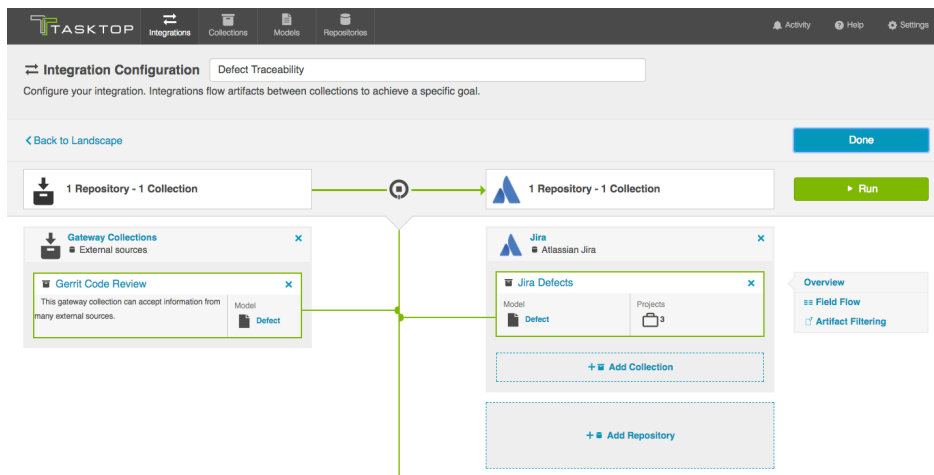 TASKTOP
Integrations
Collections
Models
Repositories
Activity
Help
Settings
Integration Configuration
Defect Traceability
Configure your integration. Integrations flow artifacts between collections to achieve a specific goal.
Back to Landscape
Done
1 Repository - 1 Collection
1 Repository - 1 Collection
Run
Gateway Collections
External sources
Gerrit Code Review
This gateway collection can accept information from
many external sources.
Model
Defect
Jira
Atlassian Jira
Jira Defects
Model
Defect
Projects
3
+ Add Collection
+ Add Repository
Overview
Field Flow
Artifact Filtering